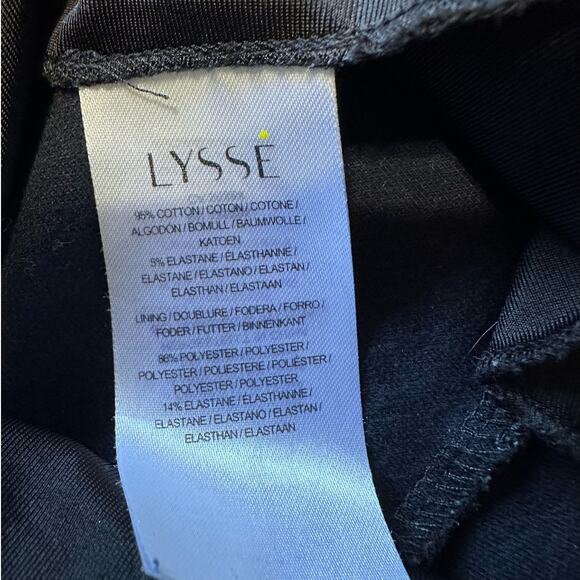 LYSSĖ
95% COTTON / COTON / COTONE /
ALGODÓN / BOMULL / BAUMWOLLE /
KATOEN
5% ELASTANE / ÉLASTHANNE /
ELASTANE / ELASTANO / ELASTAN /
ELASTHAN / ELASTAAN
LINING / DOUBLURE / FODERA / FORRO /
FODER / FUTTER / BINNENKANT
86% POLYESTER / POLYESTER /
POLYESTER / POLIESTERE / POLIÉSTER /
POLYESTER / POLYESTER
14% ELASTANE / ÉLASTHANNE /
ELASTANE / ELASTANO / ELASTAN /
ELASTHAN / ELASTAAN